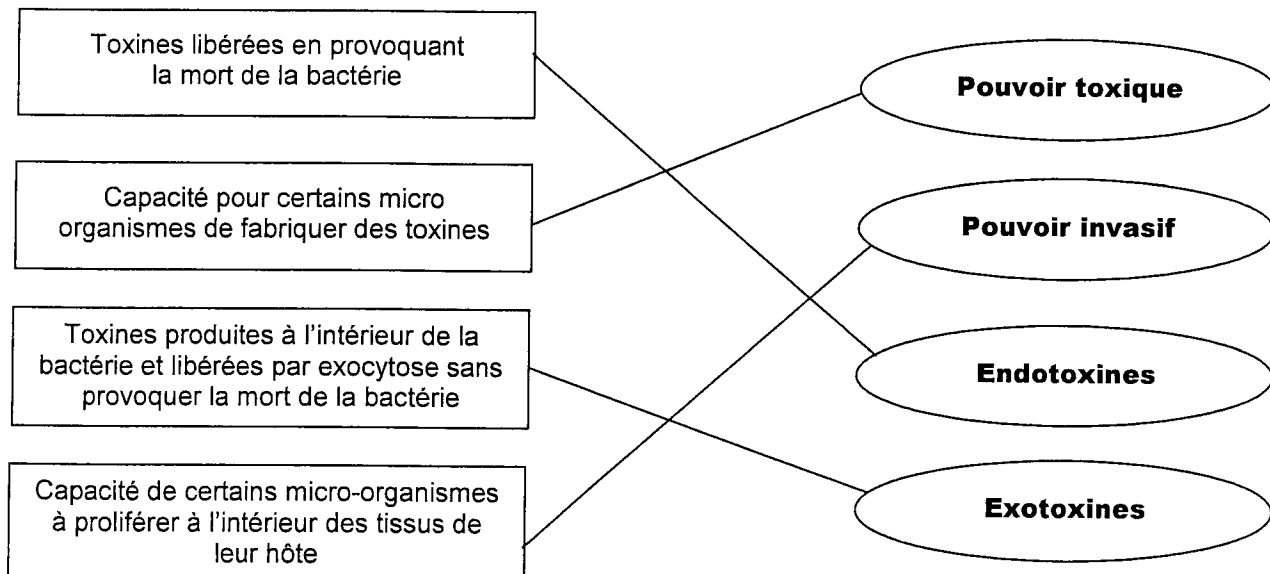 Toxines libérées en provoquant
la mort de la bactérie
Capacité pour certains micro
organismes de fabriquer des toxines
Toxines produites à l'intérieur de la
bactérie et libérées par exocytose sans
provoquer la mort de la bactérie
Capacité de certains micro-organismes
à proliférer à l'intérieur des tissus de
leur hôte
Pouvoir toxique
Pouvoir invasif
Endotoxines
Exotoxines